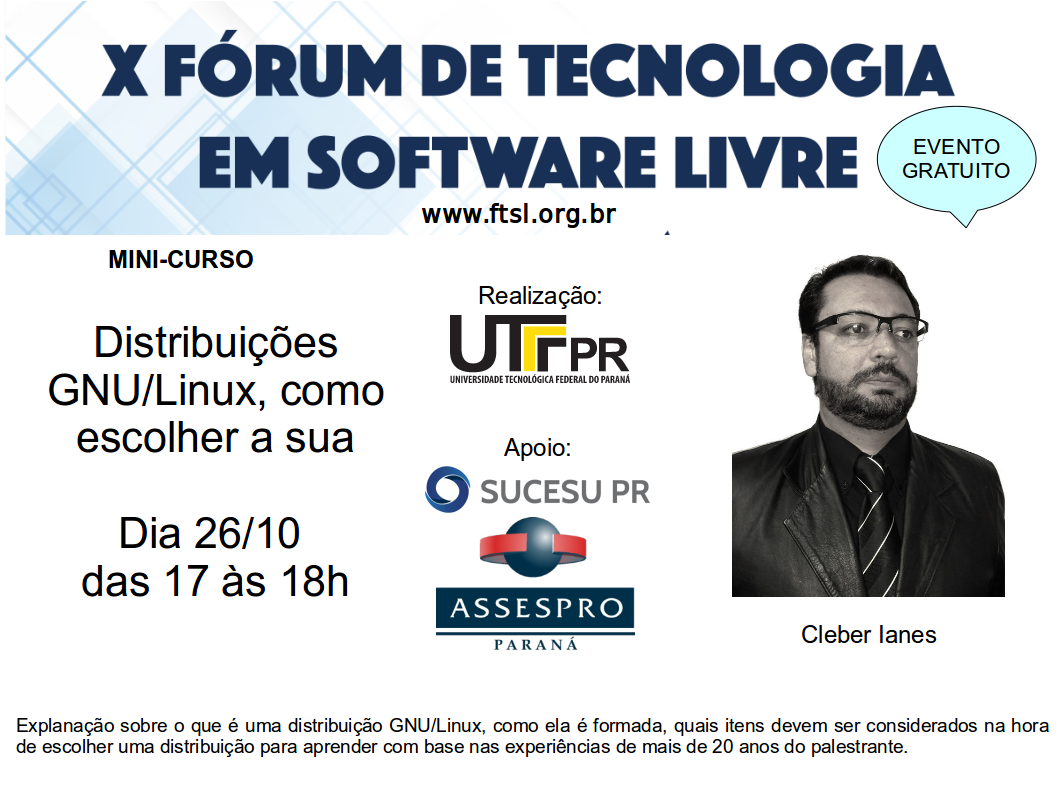 X FÓRUM DE TECNOLOGIA
EM SOFTWARE LIVRE
www.ftsl.org.br
EVENTO
GRATUITO
MINI-CURSO
Distribuições
GNU/Linux, como
escolher a sua
Dia 26/10
das 17 às 18h
Realização:
UTFPR
UNIVERSIDADE TECNOLÓGICA FEDERAL DO PARANÁ
Apoio:
SUCESU PR
ASSESPRO
PARANÁ
Cleber Ianes
Explanação sobre o que é uma distribuição GNU/Linux, como ela é formada, quais itens devem ser considerados na hora
de escolher uma distribuição para aprender com base nas experiências de mais de 20 anos do palestrante.